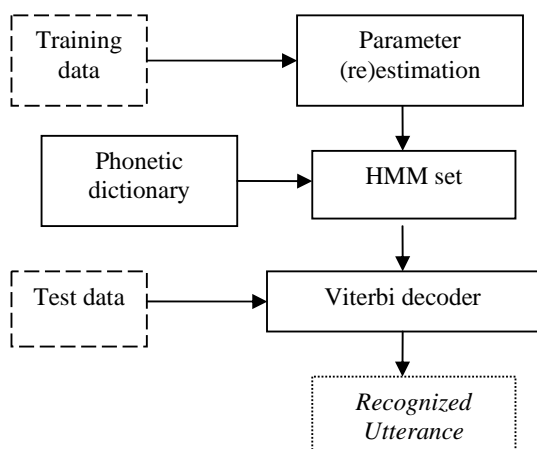 Training
data
Parameter
(re)estimation
Phonetic
dictionary
HMM set
Test data
Viterbi decoder
Recognized
Utterance